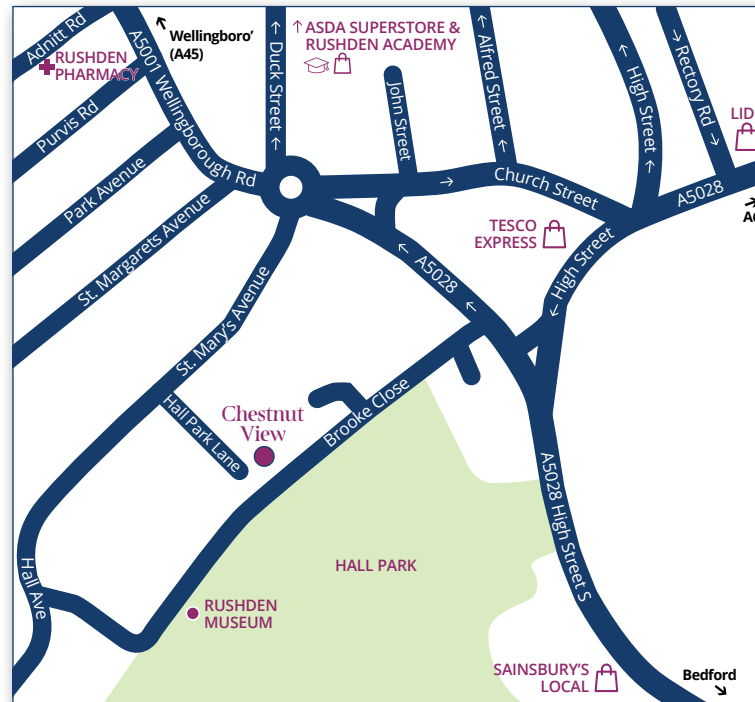 Adnitt Rd
RUSHDEN
PHARMACY
Purvis Rd
Park Avenue
St. Margarets Avenue
A5001 Wellingborough Rd
Wellingboro'
(A45)
↑ ASDA SUPERSTORE &
RUSHDEN ACADEMY
← Duck Street ←
John Street
← Alfred Street ←
← High Street ←
→ Rectory Rd →
LID
→
Church Street
A5028
TESCO
EXPRESS
High Street
← A5028 ←
St. Mary's Avenue
Hall Park Lane
Chestnut
View
Brooke Close
A5028 High Street S
HALL PARK
Hall Ave
RUSHDEN
MUSEUM
SAINSBURY'S
LOCAL
Bedford